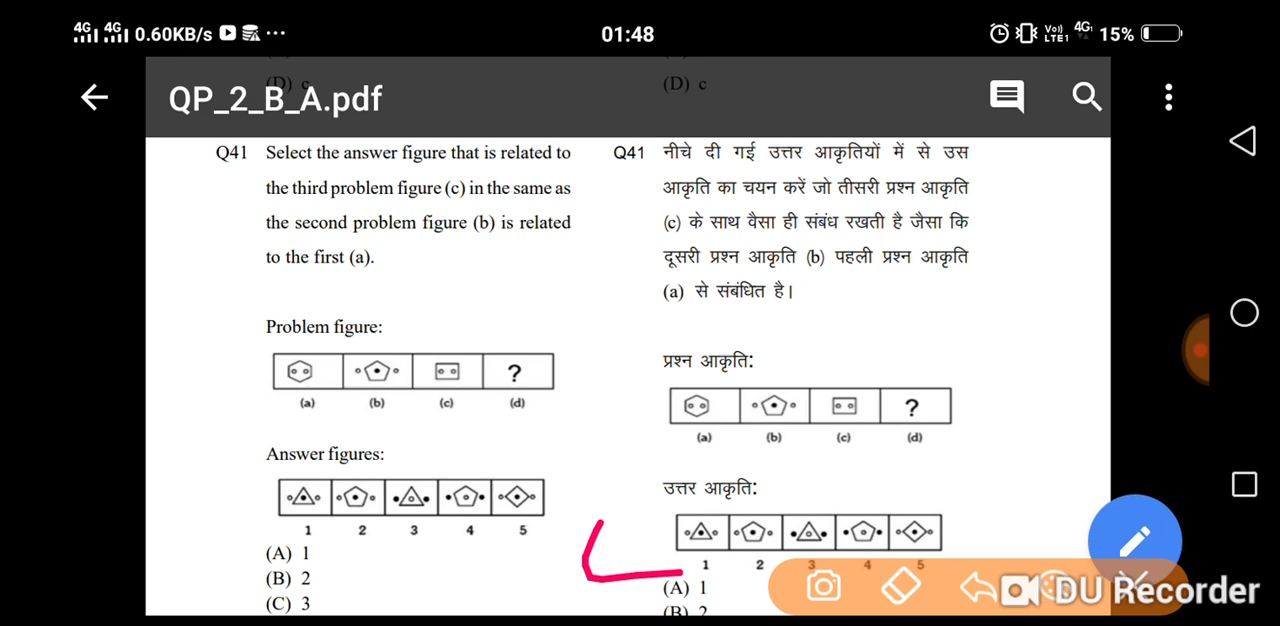 4G 4G 0.60KB/s ... 01:48 Vo)) LTE1 4G 15%
(D) c
(D) c
QP_2_B_A.pdf
Q41 Select the answer figure that is related to
the third problem figure (c) in the same as
the second problem figure (b) is related
to the first (a).
Problem figure:
?
(a) (b) (c) (d)
Answer figures:
1 2 3 4 5
(A) 1
(B) 2
(C) 3
Q41 नीचे दी गई उत्तर आकृतियों में से उस
आकृति का चयन करें जो तीसरी प्रश्न आकृति
(c) के साथ वैसा ही संबंध रखती है जैसा कि
दूसरी प्रश्न आकृति (b) पहली प्रश्न आकृति
(a) से संबंधित है।
प्रश्न आकृति:
?
(a) (b) (c) (d)
उत्तर आकृति:
1 2 3 4 5
(A) 1
(B) 2
DU Recorder